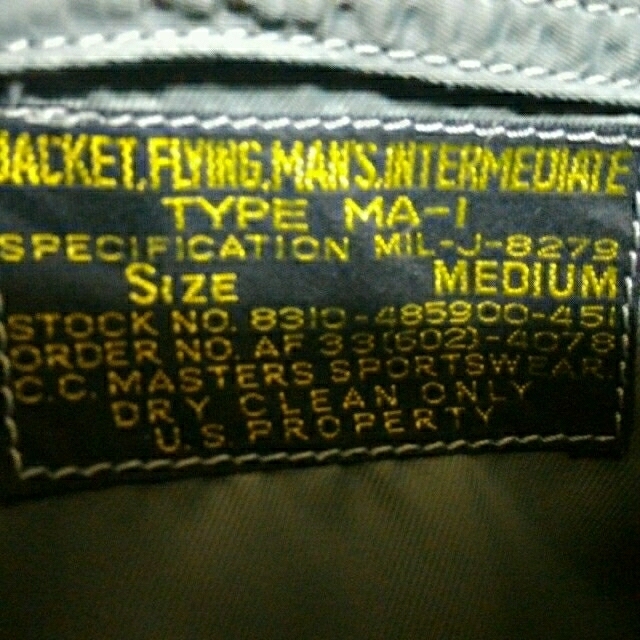 JACKET, FLYING, MAN'S, INTERMEDIATE
TYPE MA-1
SPECIFICATION MIL-J-8279
SIZE MEDIUM
STOCK NO. 8310-485900-451
ORDER NO. AF 33(602)-4078
C.C. MASTERS SPORTSWEAR.
DRY CLEAN ONLY
U.S. PROPERTY